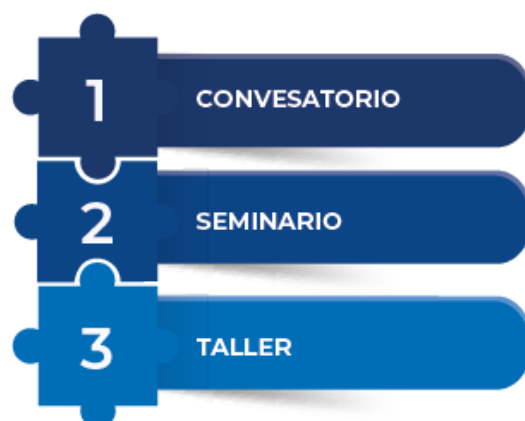 1
CONVESATORIO
2
SEMINARIO
3
TALLER